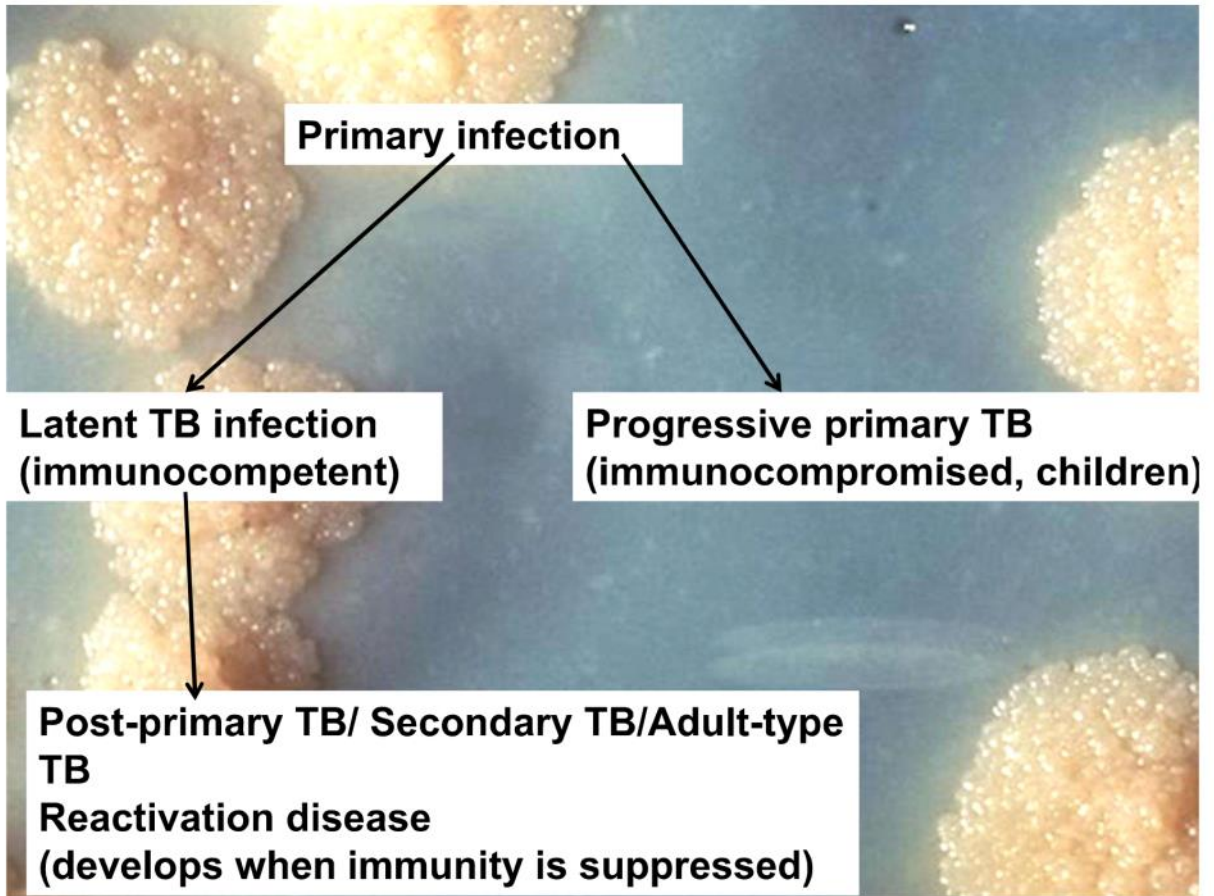 Primary infection
Latent TB infection
(immunocompetent)
Progressive primary TB
(immunocompromised, children)
Post-primary TB/ Secondary TB/Adult-type
TB
Reactivation disease
(develops when immunity is suppressed)